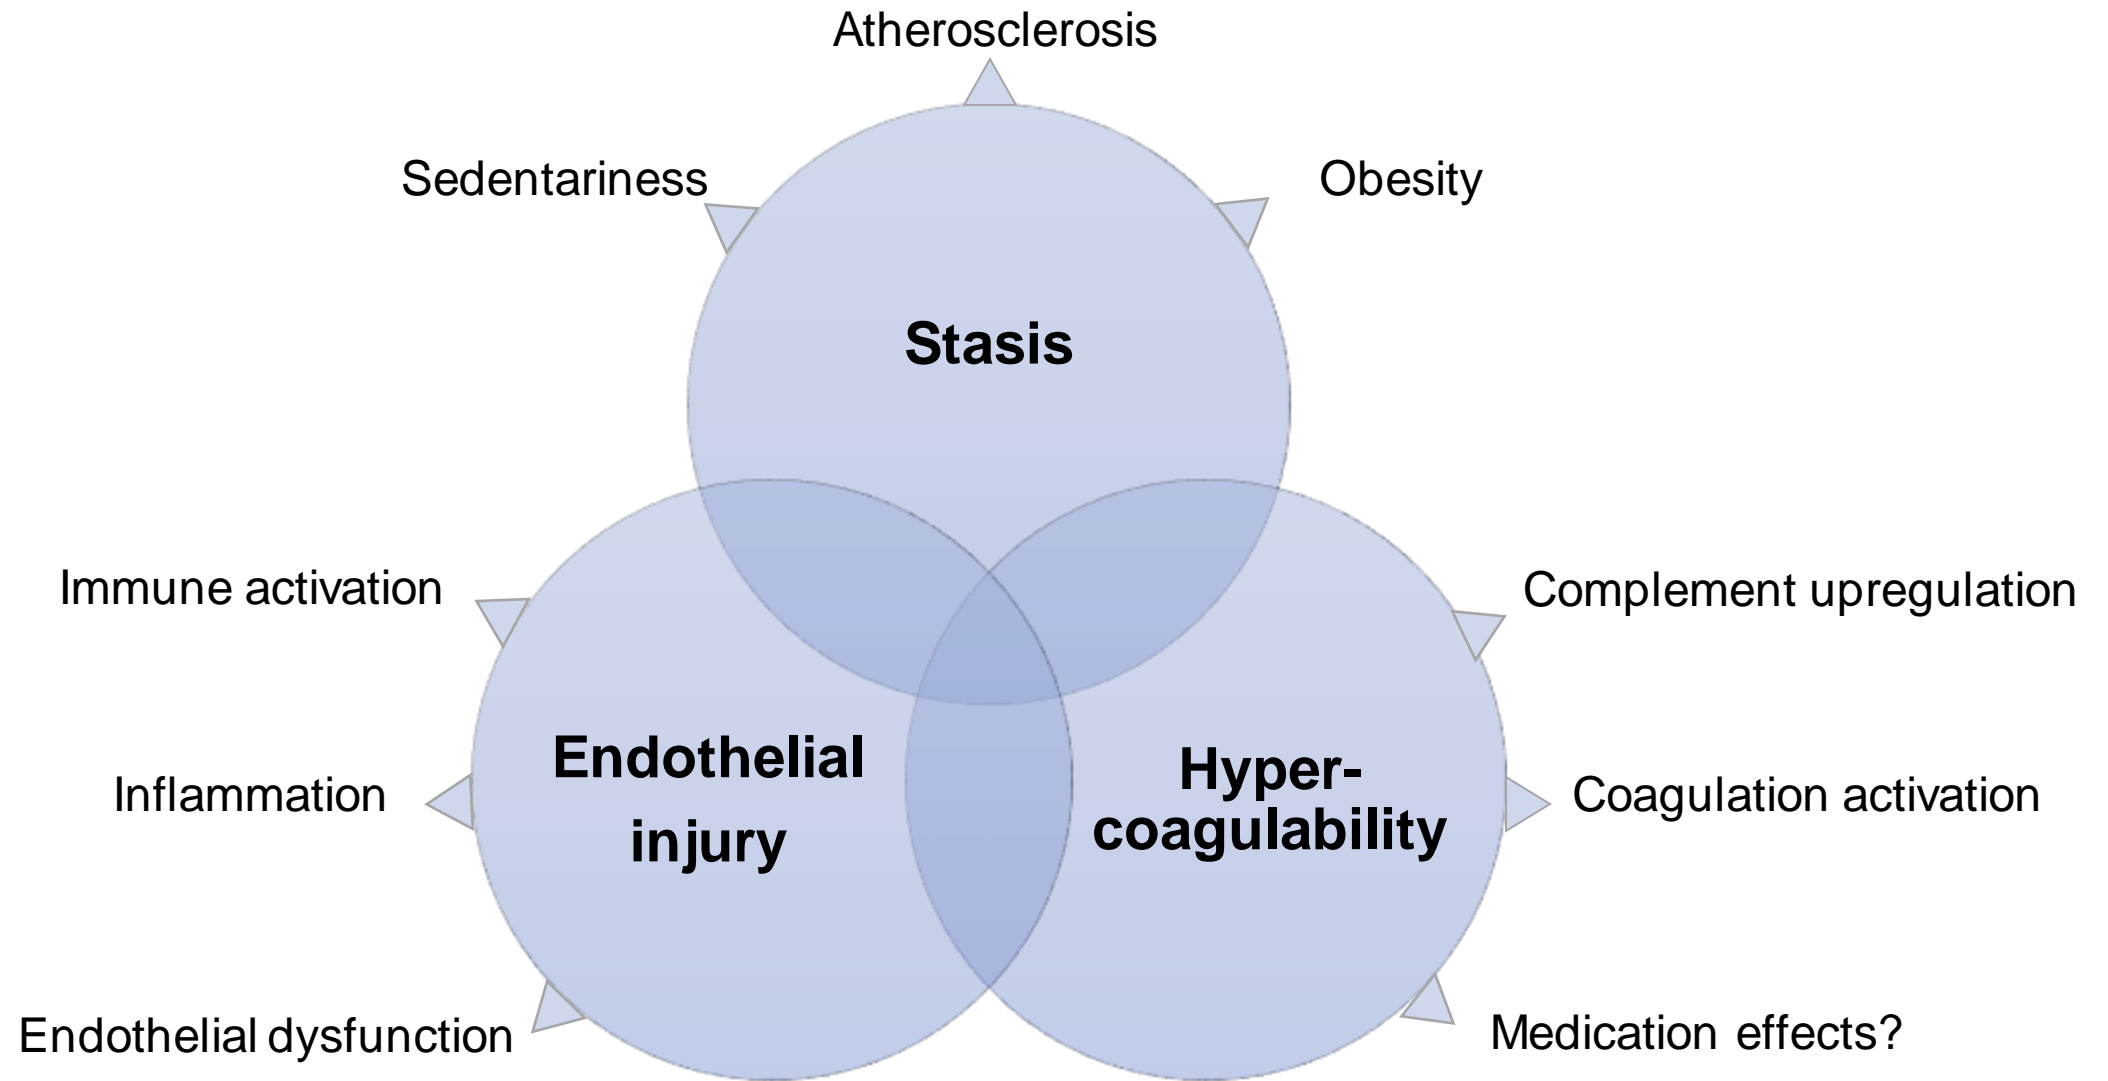 Atherosclerosis
Sedentariness
Obesity
Stasis
Immune activation
Complement upregulation
Endothelial
injury
Hyper-
coagulability
Inflammation
Coagulation activation
Endothelial dysfunction
Medication effects?